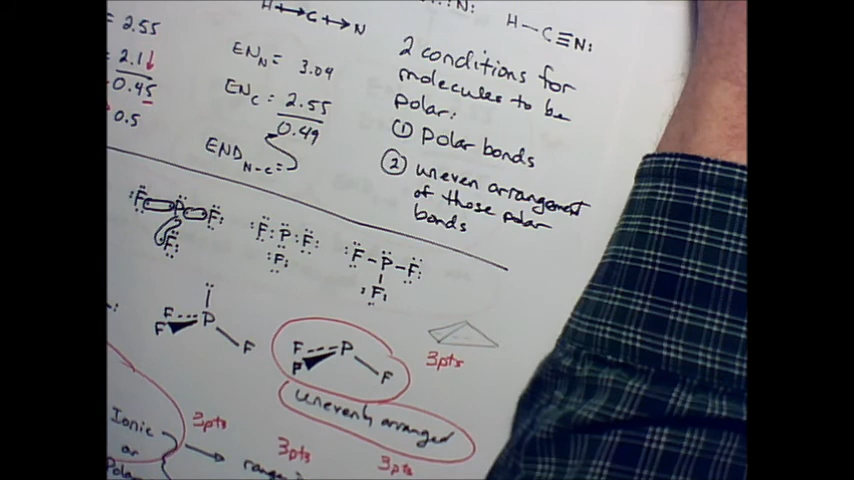 H→C→N
:N:
H-C≡N:
= 2.55
2.1↓
0.45
0.5
EN_N = 3.04
EN_C = 2.55
0.49
END_N-C =
2 conditions for
molecules to be
polar:
① Polar bonds
② uneven arrangement
of those polar
bonds
:F P F:
F
:F:P:F:
:F:
:F-P-F:
:F:
F P
F
F
F P
F
F
3pts
unevenly arranged
Ionic
or
Polar
3pts
3pts
3pts